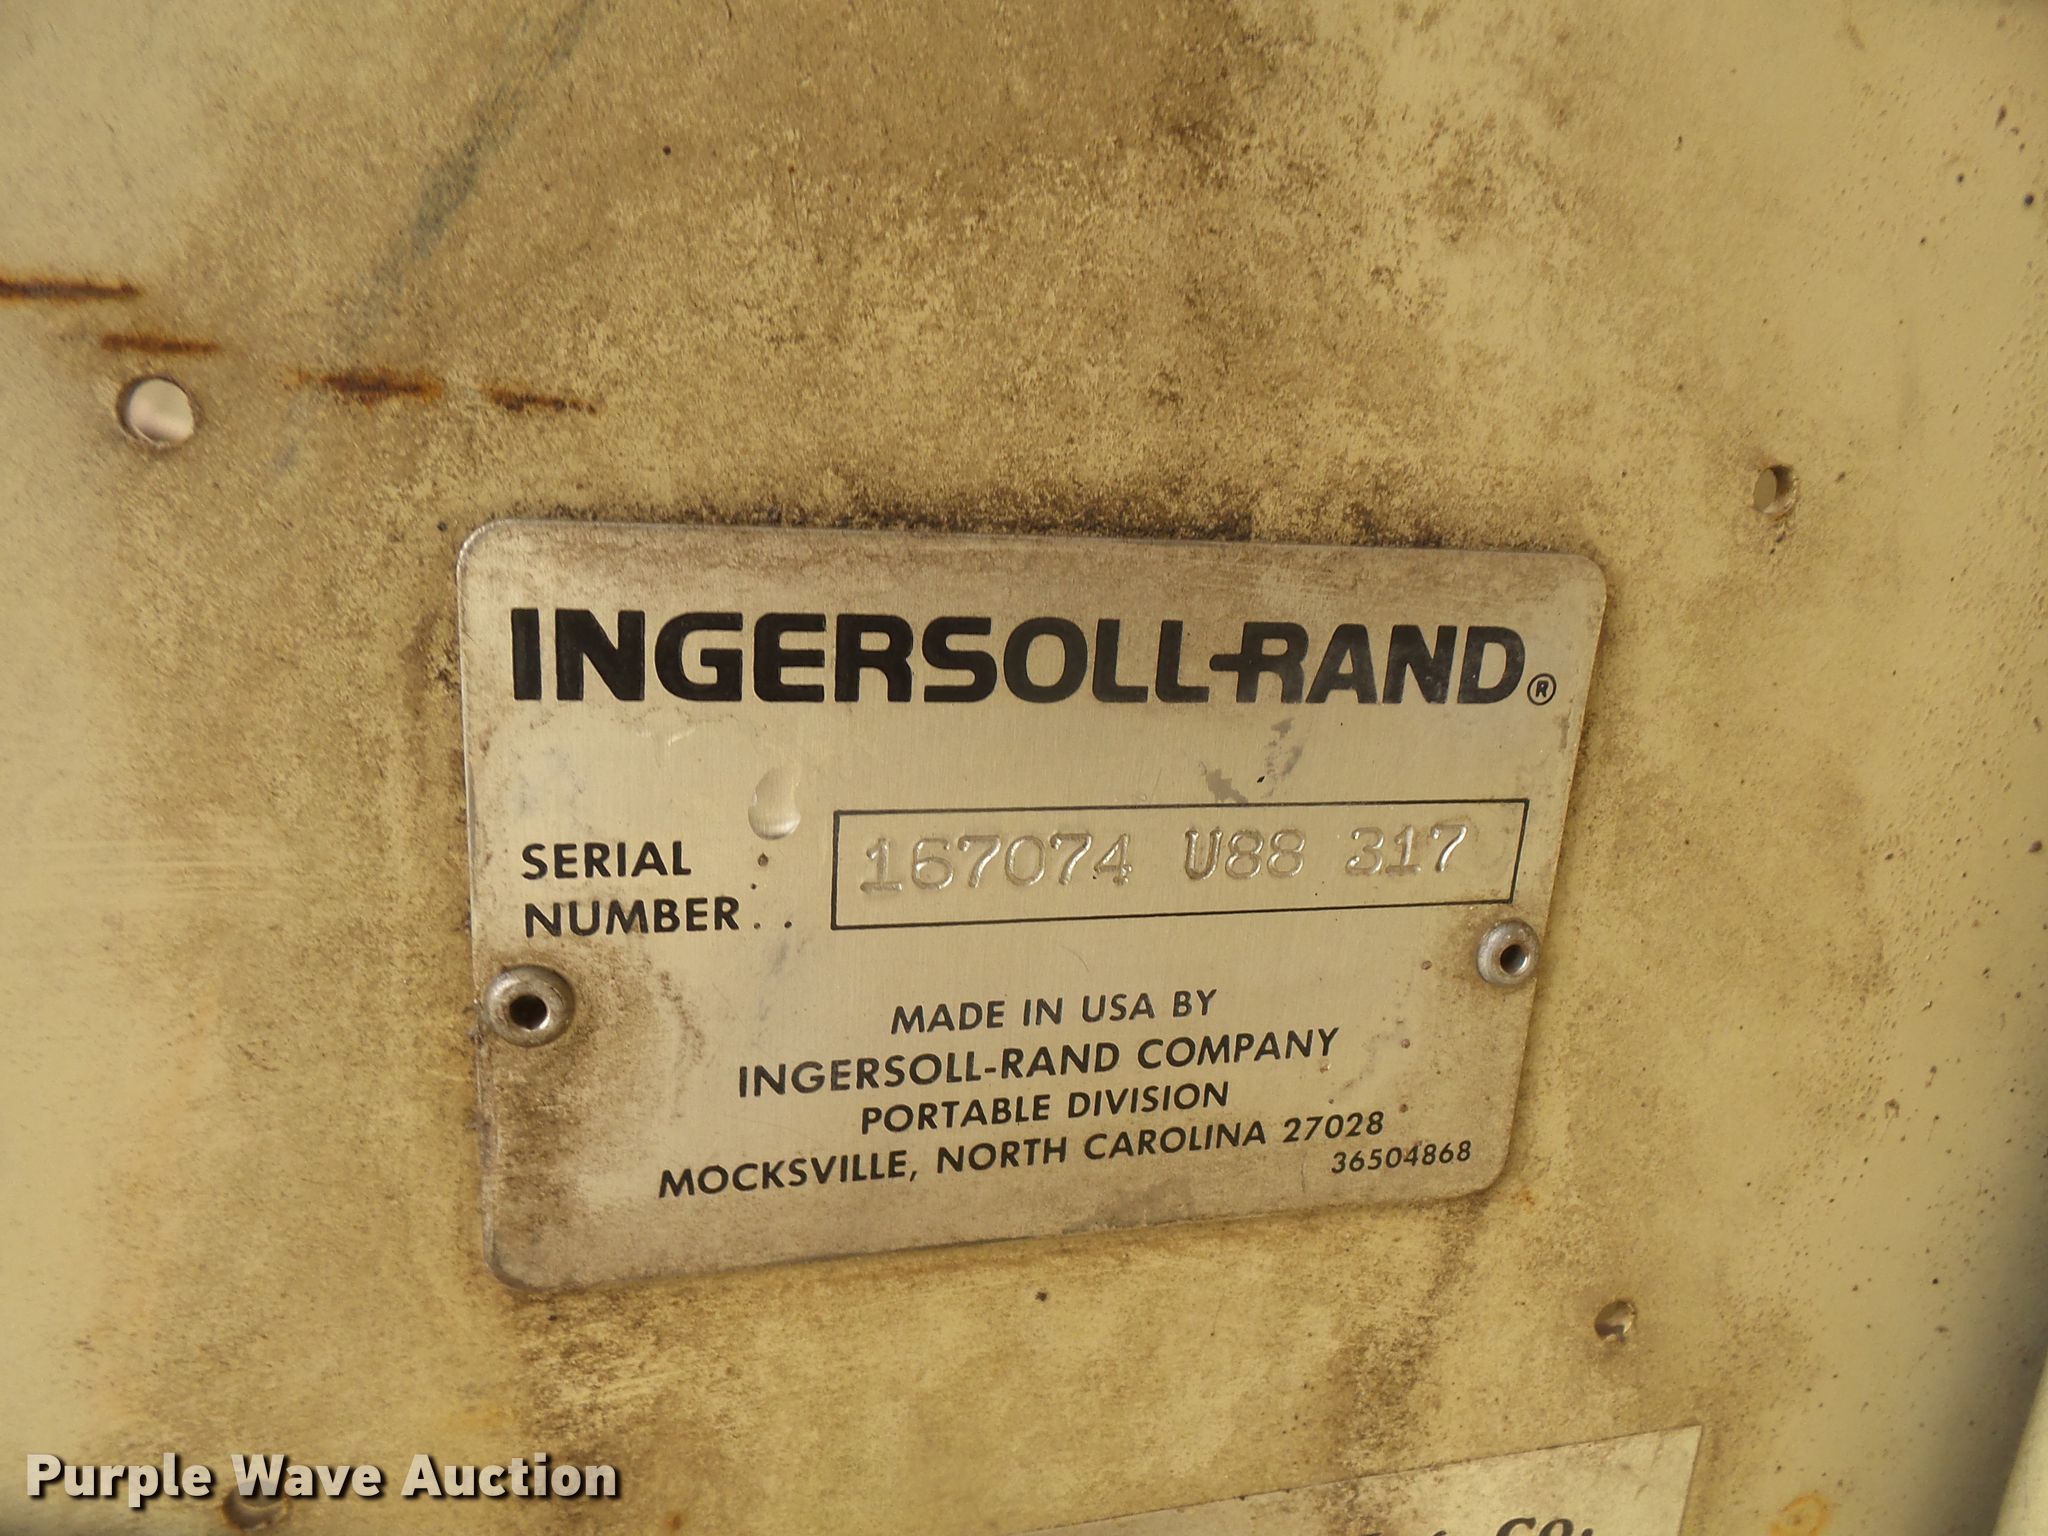 INGERSOLL-RAND®
SERIAL
NUMBER . .
167074 U88 317
MADE IN USA BY
INGERSOLL-RAND COMPANY
PORTABLE DIVISION
MOCKSVILLE, NORTH CAROLINA 27028
36504868
Co.
Purple Wave Auction